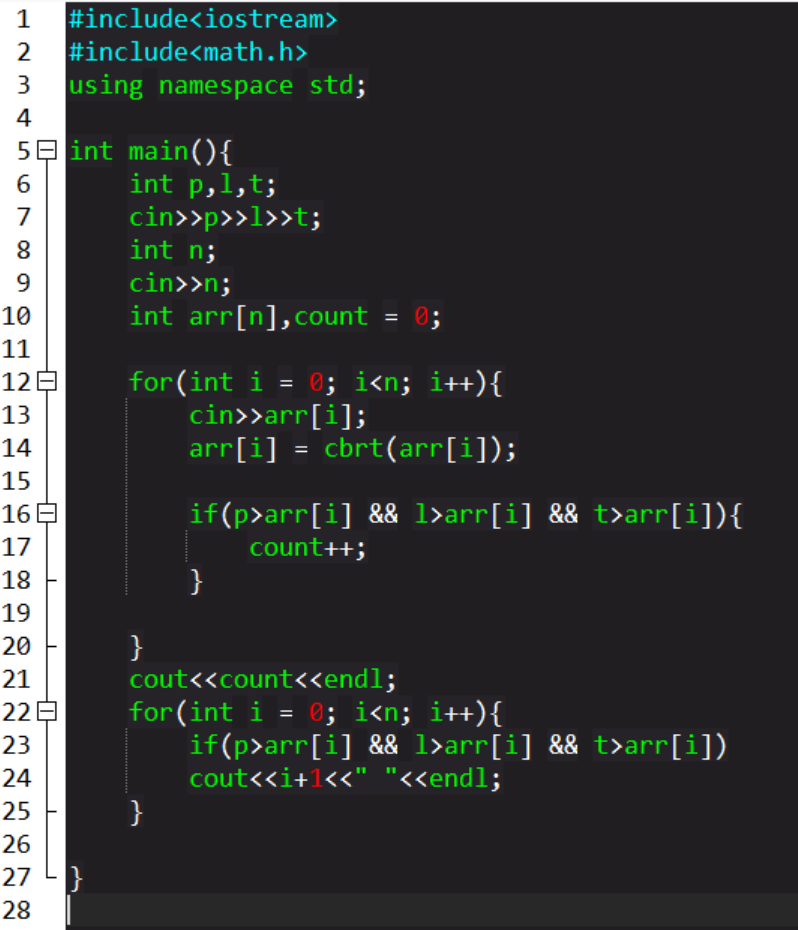 1 #include<iostream>
2 #include<math.h>
3 using namespace std;
4
5 int main(){
6     int p,l,t;
7     cin>>p>>l>>t;
8     int n;
9     cin>>n;
10     int arr[n],count = 0;
11
12     for(int i = 0; i<n; i++){
13         cin>>arr[i];
14         arr[i] = cbrt(arr[i]);
15
16         if(p>arr[i] && l>arr[i] && t>arr[i]){
17             count++;
18         }
19
20     }
21     cout<<count<<endl;
22     for(int i = 0; i<n; i++){
23         if(p>arr[i] && l>arr[i] && t>arr[i])
24         cout<<i+1<<" "<<endl;
25     }
26
27 }
28